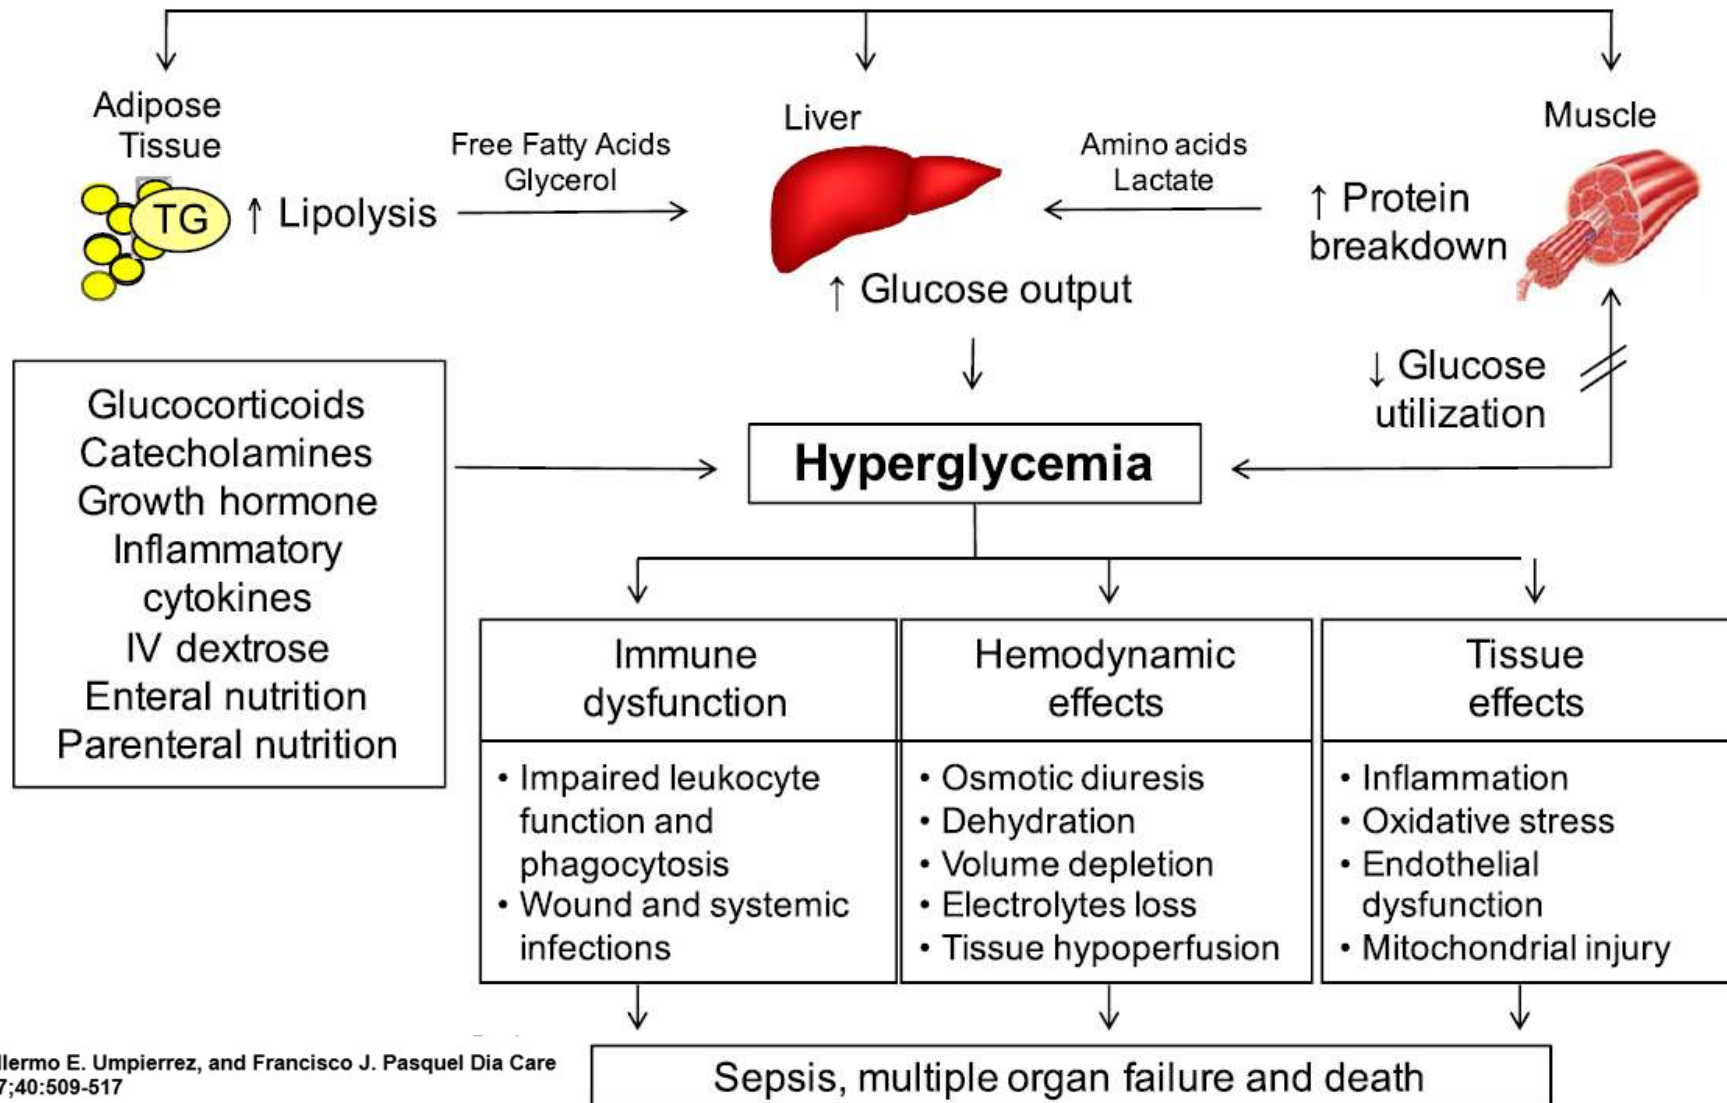 Adipose
Tissue
TG
↑ Lipolysis
Free Fatty Acids
Glycerol
Liver
↑ Glucose output
Amino acids
Lactate
Muscle
↑ Protein
breakdown
↓ Glucose
utilization
Glucocorticoids
Catecholamines
Growth hormone
Inflammatory
cytokines
IV dextrose
Enteral nutrition
Parenteral nutrition
Hyperglycemia
Immune
dysfunction
• Impaired leukocyte
function and
phagocytosis
• Wound and systemic
infections
Hemodynamic
effects
• Osmotic diuresis
• Dehydration
• Volume depletion
• Electrolytes loss
• Tissue hypoperfusion
Tissue
effects
• Inflammation
• Oxidative stress
• Endothelial
dysfunction
• Mitochondrial injury
Sepsis, multiple organ failure and death
llermo E. Umpierrez, and Francisco J. Pasquel Dia Care
7;40:509-517